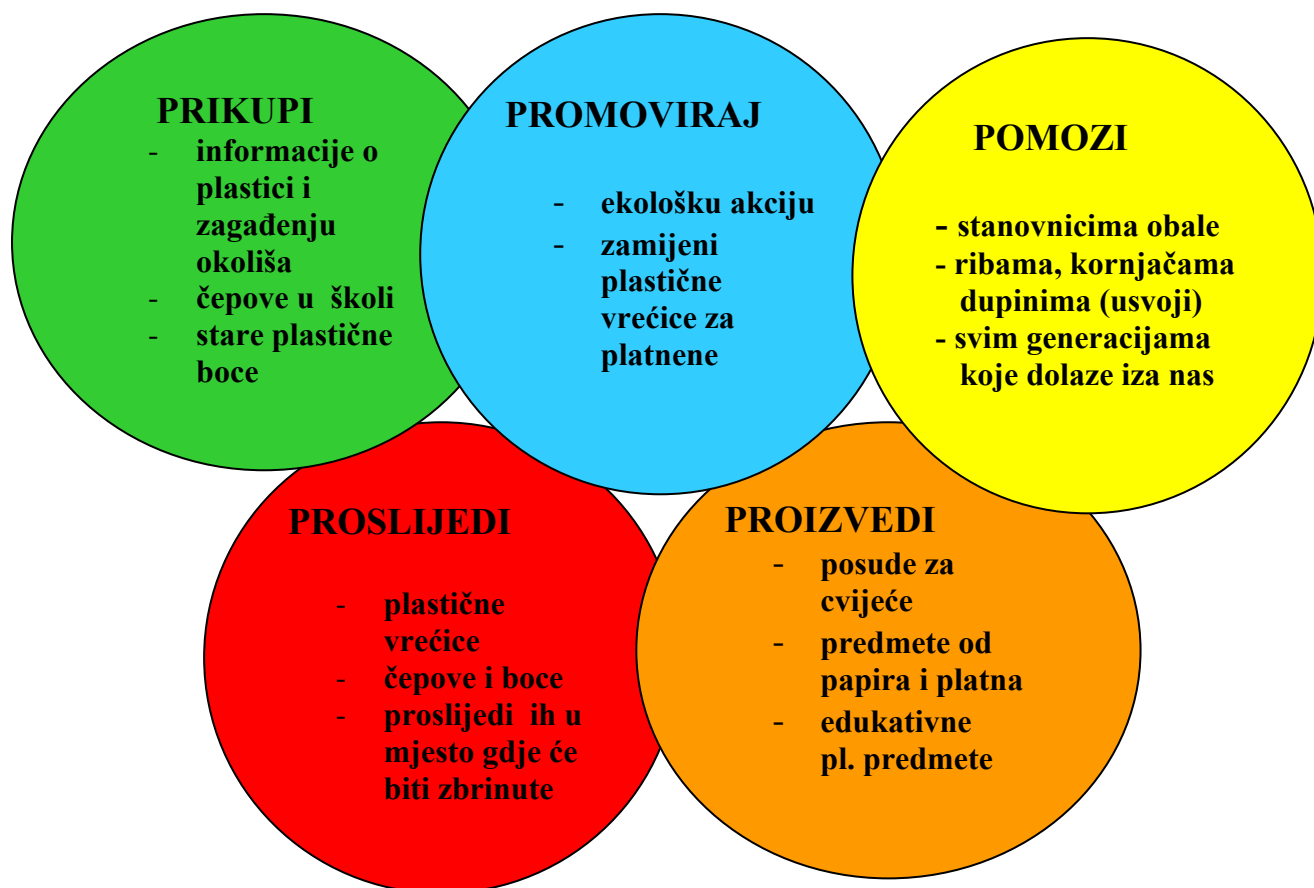 PRIKUPI
- informacije o
plastici i
zagađenju
okoliša
- čepove u školi
- stare plastične
boce
PROMOVIRAJ
- ekološku akciju
- zamijeni
plastične
vrećice za
platnene
POMOZI
- stanovnicima obale
- ribama, kornjačama
dupinima (usvoji)
- svim generacijama
koje dolaze iza nas
PROSLIJEDI
- plastične
vrećice
- čepove i boce
- proslijedi ih u
mjesto gdje će
biti zbrinute
PROIZVEDI
- posude za
cvijeće
- predmete od
papira i platna
- edukativne
pl. predmete